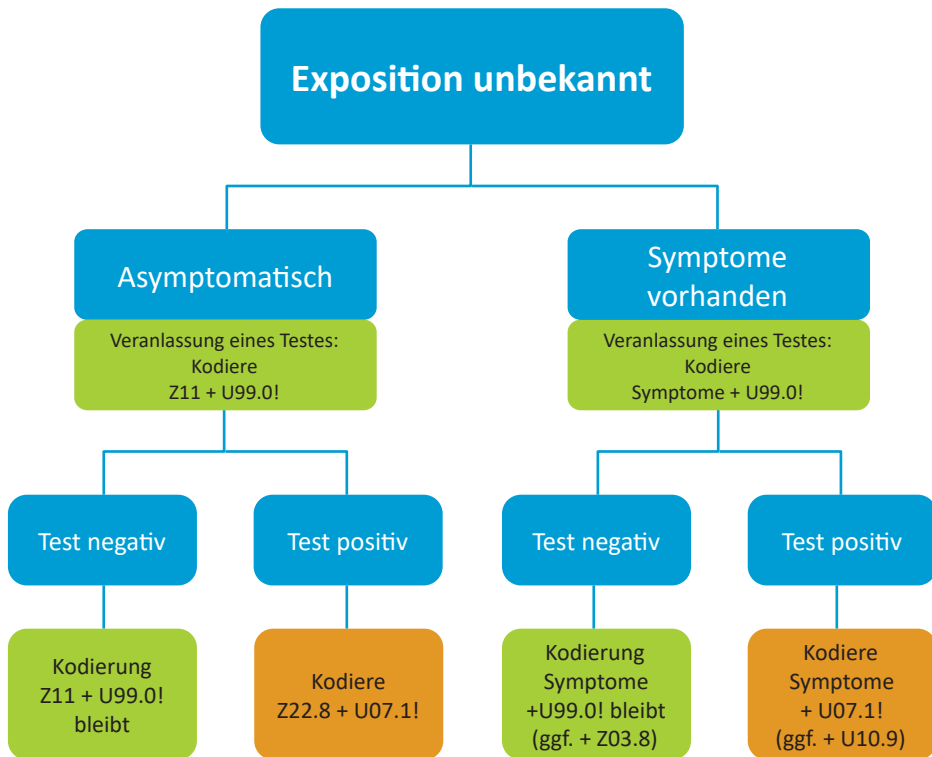 Exposition unbekannt
Asymptomatisch
Veranlassung eines Testes:
Kodiere
Z11 + U99.0!
Symptome
vorhanden
Veranlassung eines Testes:
Kodiere
Symptome + U99.0!
Test negativ
Test positiv
Test negativ
Test positiv
Kodierung
Z11 + U99.0!
bleibt
Kodiere
Z22.8 + U07.1!
Kodierung
Symptome
+U99.0! bleibt
(ggf. + Z03.8)
Kodiere
Symptome
+ U07.1!
(ggf. + U10.9)